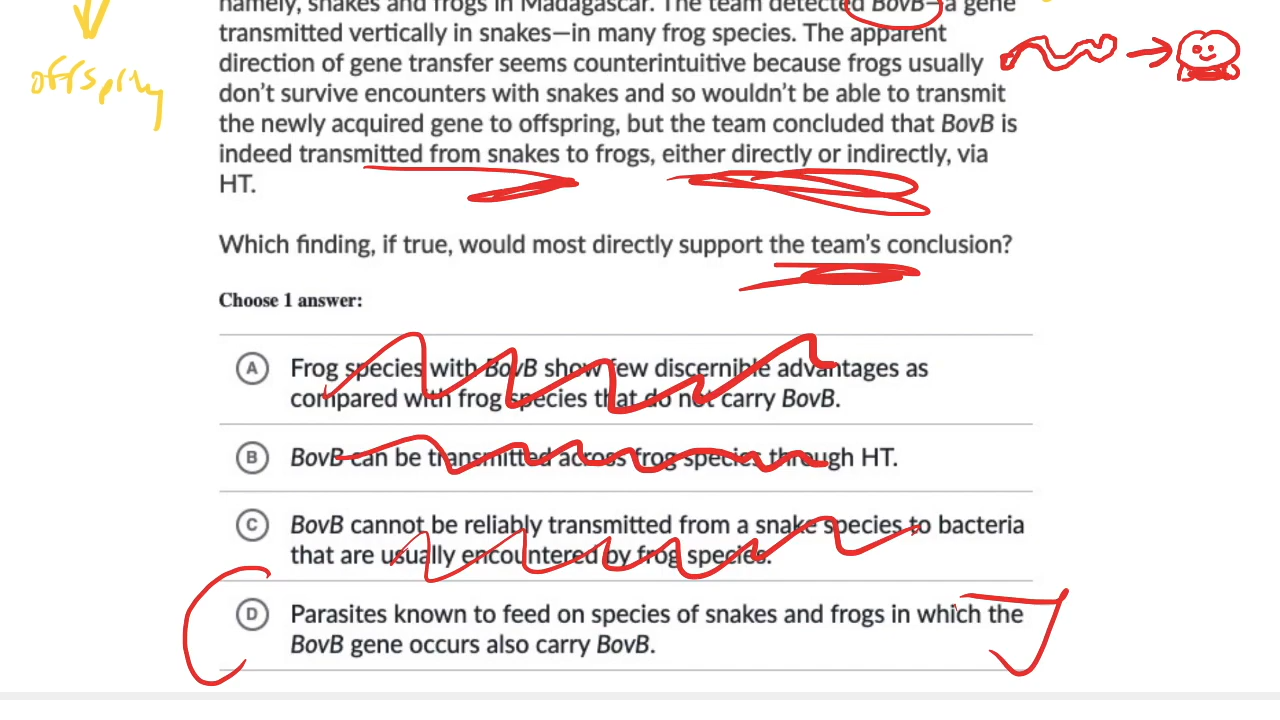 namely, snakes and frogs in Madagascar. The team detected BovB—a gene
transmitted vertically in snakes—in many frog species. The apparent
direction of gene transfer seems counterintuitive because frogs usually
don't survive encounters with snakes and so wouldn't be able to transmit
the newly acquired gene to offspring, but the team concluded that BovB is
indeed transmitted from snakes to frogs, either directly or indirectly, via
HT.
offspring
Which finding, if true, would most directly support the team's conclusion?
Choose 1 answer:
A Frog species with BovB show few discernible advantages as
compared with frog species that do not carry BovB.
B BovB can be transmitted across frog species through HT.
C BovB cannot be reliably transmitted from a snake species to bacteria
that are usually encountered by frog species.
D Parasites known to feed on species of snakes and frogs in which the
BovB gene occurs also carry BovB.